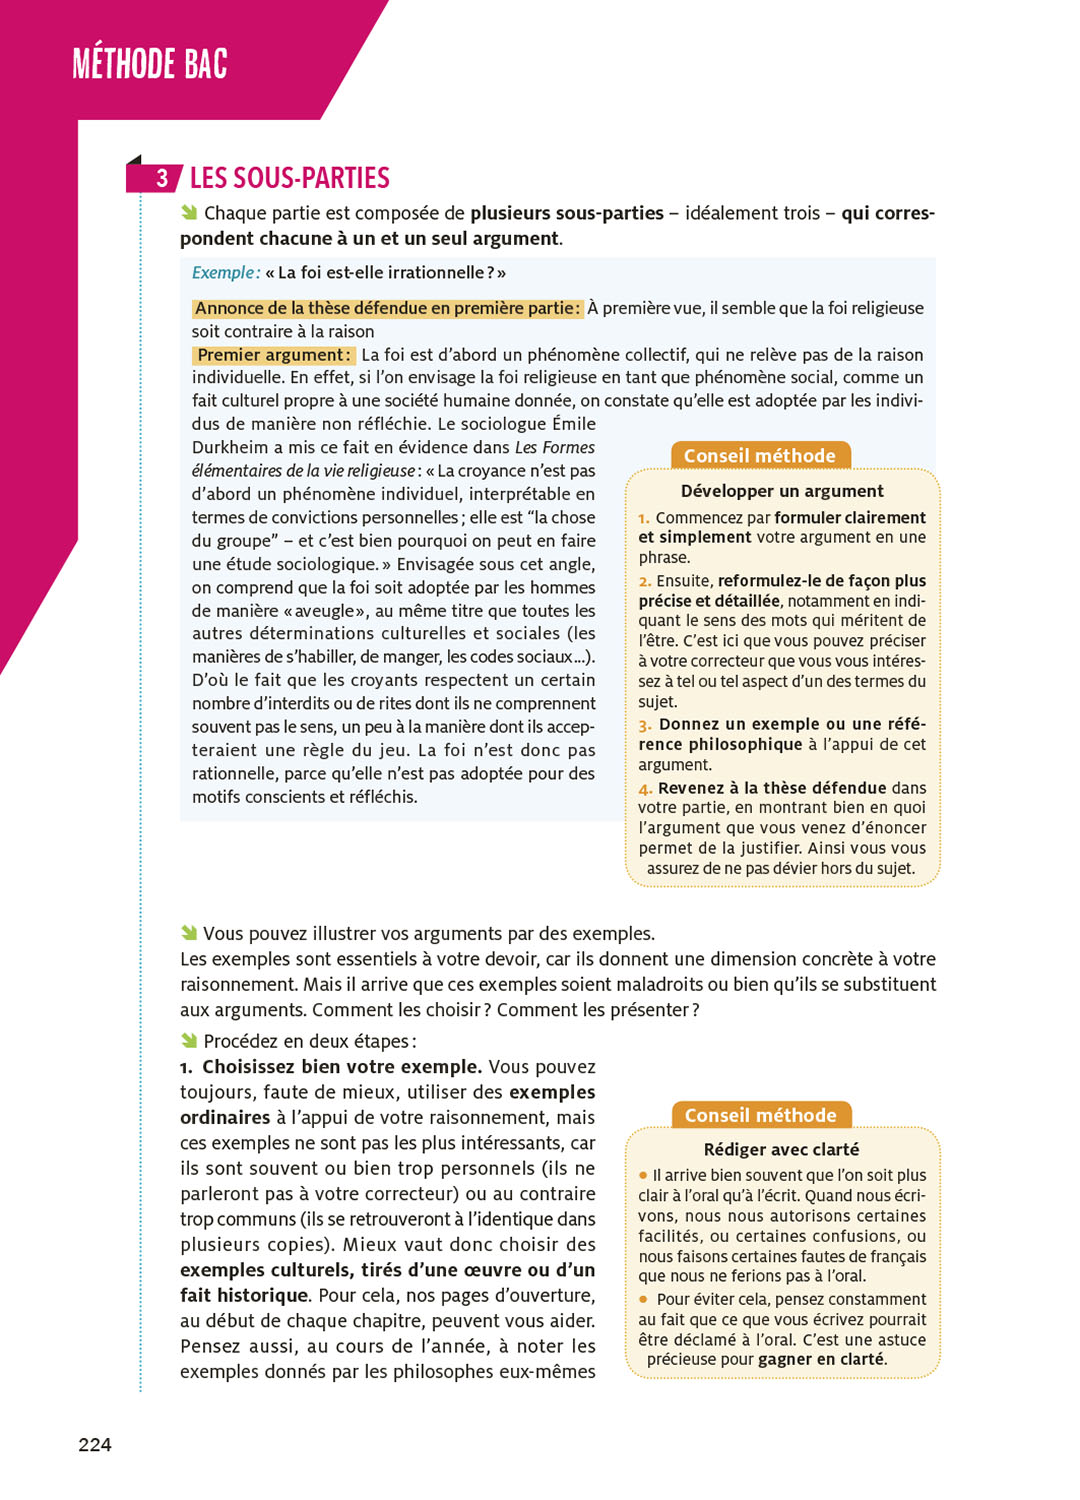 MÉTHODE BAC
3 LES SOUS-PARTIES
Chaque partie est composée de plusieurs sous-parties – idéalement trois – qui corres-
pondent chacune à un et un seul argument.
Exemple : « La foi est-elle irrationnelle ? »
Annonce de la thèse défendue en première partie : À première vue, il semble que la foi religieuse
soit contraire à la raison
Premier argument : La foi est d’abord un phénomène collectif, qui ne relève pas de la raison
individuelle. En effet, si l’on envisage la foi religieuse en tant que phénomène social, comme un
fait culturel propre à une société humaine donnée, on constate qu’elle est adoptée par les indivi-
dus de manière non réfléchie. Le sociologue Émile
Durkheim a mis ce fait en évidence dans Les Formes
élémentaires de la vie religieuse : « La croyance n’est pas
d’abord un phénomène individuel, interprétable en
termes de convictions personnelles ; elle est “la chose
du groupe” – et c’est bien pourquoi on peut en faire
une étude sociologique. » Envisagée sous cet angle,
on comprend que la foi soit adoptée par les hommes
de manière « aveugle », au même titre que toutes les
autres déterminations culturelles et sociales (les
manières de s’habiller, de manger, les codes sociaux...).
D’où le fait que les croyants respectent un certain
nombre d’interdits ou de rites dont ils ne comprennent
souvent pas le sens, un peu à la manière dont ils accep-
teraient une règle du jeu. La foi n’est donc pas
rationnelle, parce qu’elle n’est pas adoptée pour des
motifs conscients et réfléchis.
Conseil méthode
Développer un argument
1. Commencez par formuler clairement
et simplement votre argument en une
phrase.
2. Ensuite, reformulez-le de façon plus
précise et détaillée, notamment en indi-
quant le sens des mots qui méritent de
l’être. C’est ici que vous pouvez préciser
à votre correcteur que vous vous intéres-
sez à tel ou tel aspect d’un des termes du
sujet.
3. Donnez un exemple ou une réfé-
rence philosophique à l’appui de cet
argument.
4. Revenez à la thèse défendue dans
votre partie, en montrant bien en quoi
l’argument que vous venez d’énoncer
permet de la justifier. Ainsi vous vous
assurez de ne pas dévier hors du sujet.
Vous pouvez illustrer vos arguments par des exemples.
Les exemples sont essentiels à votre devoir, car ils donnent une dimension concrète à votre
raisonnement. Mais il arrive que ces exemples soient maladroits ou bien qu’ils se substituent
aux arguments. Comment les choisir ? Comment les présenter ?
Procédez en deux étapes :
1. Choisissez bien votre exemple. Vous pouvez
toujours, faute de mieux, utiliser des exemples
ordinaires à l’appui de votre raisonnement, mais
ces exemples ne sont pas les plus intéressants, car
ils sont souvent ou bien trop personnels (ils ne
parleront pas à votre correcteur) ou au contraire
trop communs (ils se retrouveront à l’identique dans
plusieurs copies). Mieux vaut donc choisir des
exemples culturels, tirés d’une œuvre ou d’un
fait historique. Pour cela, nos pages d’ouverture,
au début de chaque chapitre, peuvent vous aider.
Pensez aussi, au cours de l’année, à noter les
exemples donnés par les philosophes eux-mêmes
Conseil méthode
Rédiger avec clarté
• Il arrive bien souvent que l’on soit plus
clair à l’oral qu’à l’écrit. Quand nous écri-
vons, nous nous autorisons certaines
facilités, ou certaines confusions, ou
nous faisons certaines fautes de français
que nous ne ferions pas à l’oral.
• Pour éviter cela, pensez constamment
au fait que ce que vous écrivez pourrait
être déclamé à l’oral. C’est une astuce
précieuse pour gagner en clarté.
224